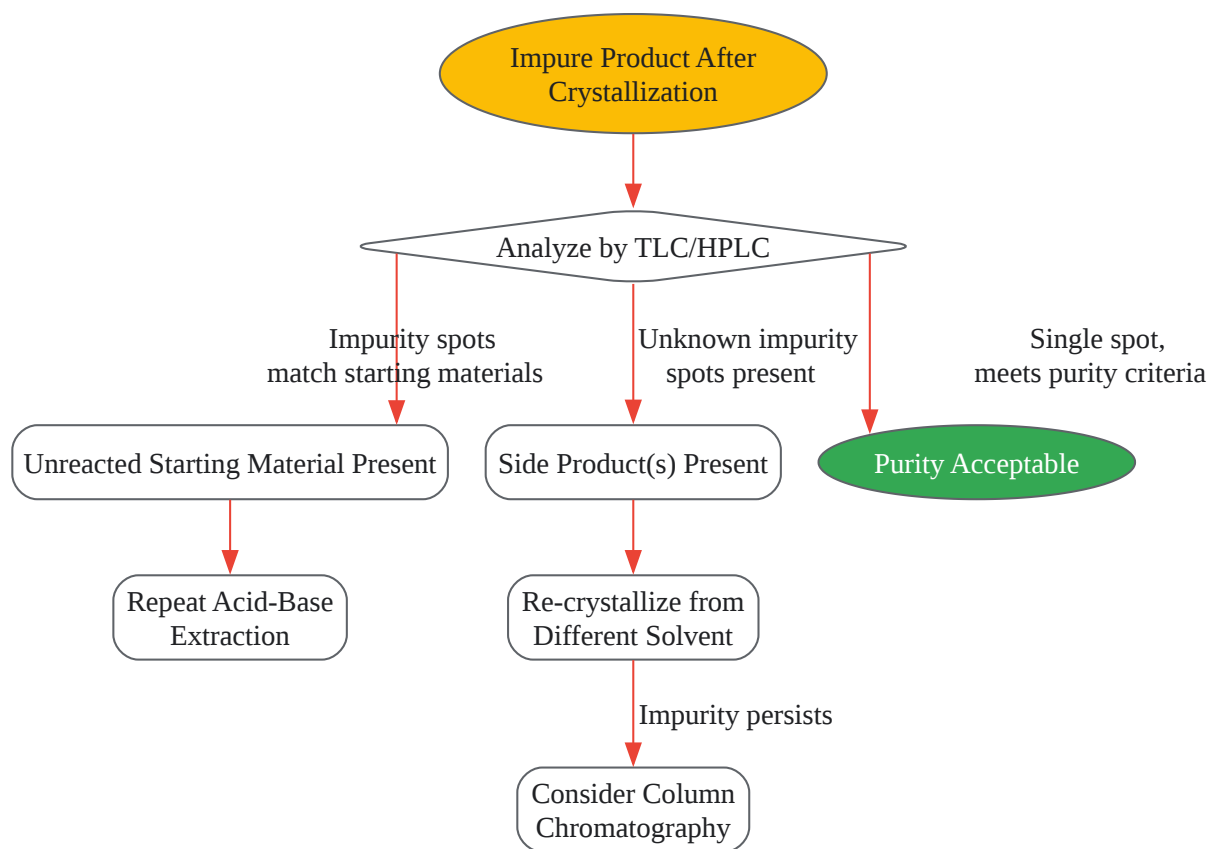 Impure Product After
Crystallization
Analyze by TLC/HPLC
Impurity spots
match starting materials
Unknown impurity
spots present
Single spot,
meets purity criteria
Unreacted Starting Material Present
Side Product(s) Present
Purity Acceptable
Repeat Acid-Base
Extraction
Re-crystallize from
Different Solvent
Impurity persists
Consider Column
Chromatography